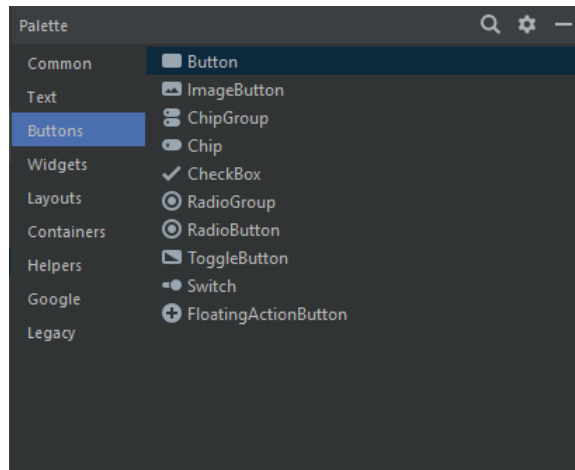 Palette
Common
Text
Buttons
Widgets
Layouts
Containers
Helpers
Google
Legacy
Button
ImageButton
ChipGroup
Chip
CheckBox
RadioGroup
RadioButton
ToggleButton
Switch
FloatingActionButton